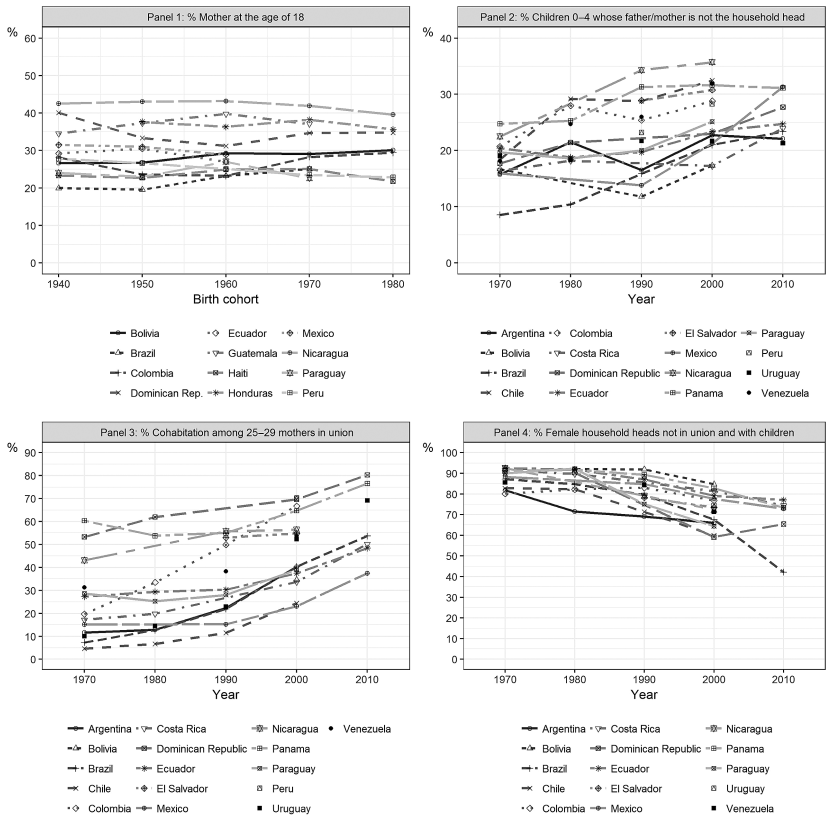 Panel 1: % Mother at the age of 18
%
60
50
40
30
20
10
0
1940 1950 1960 1970 1980
Birth cohort
Bolivia Ecuador Mexico
Brazil Guatemala Nicaragua
Colombia Haiti Paraguay
Dominican Rep. Honduras Peru
Panel 2: % Children 0–4 whose father/mother is not the household head
%
40
30
20
10
0
1970 1980 1990 2000 2010
Year
Argentina Colombia El Salvador Paraguay
Bolivia Costa Rica Mexico Peru
Brazil Dominican Republic Nicaragua Uruguay
Chile Ecuador Panama Venezuela
Panel 3: % Cohabitation among 25–29 mothers in union
%
90
80
70
60
50
40
30
20
10
0
1970 1980 1990 2000 2010
Year
Argentina Costa Rica Nicaragua Venezuela
Bolivia Dominican Republic Panama
Brazil Ecuador Paraguay
Chile El Salvador Peru
Colombia Mexico Uruguay
Panel 4: % Female household heads not in union and with children
%
100
90
80
70
60
50
40
30
20
10
0
1970 1980 1990 2000 2010
Year
Argentina Costa Rica Nicaragua
Bolivia Dominican Republic Panama
Brazil Ecuador Paraguay
Chile El Salvador Uruguay
Colombia Mexico Venezuela